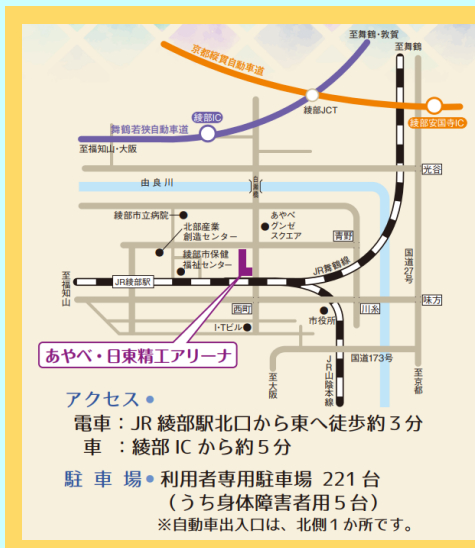 至舞鶴・敦賀
至舞鶴
京都縦貫自動車道
綾部IC
綾部JCT
綾部安国寺IC
舞鶴若狭自動車道
至福知山・大阪
光谷
由良川
白瀬橋
綾部市立病院
あやべ
グンゼ
スクエア
北部産業
創造センター
青野
綾部市保健
福祉センター
JR舞鶴線
国道27号
至福知山
JR綾部駅
西町
市役所
川糸
味方
I・Tビル
あやべ・日東精工アリーナ
国道173号
至大阪
JR山陰本線
至京都
アクセス
電車:JR綾部駅北口から東へ徒歩約3分
車 :綾部ICから約5分
駐車場 利用者専用駐車場 221台
(うち身体障害者用5台)
※自動車出入口は、北側1か所です。